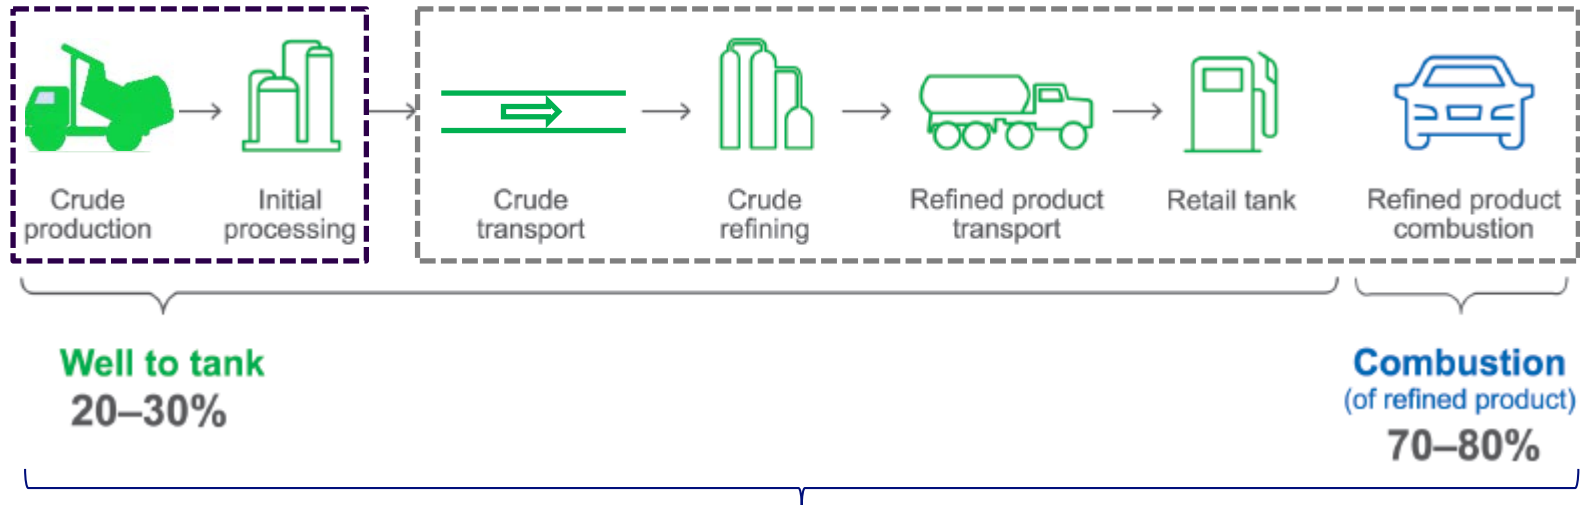 Crude
production
Initial
processing
Crude
transport
Crude
refining
Refined product
transport
Retail tank
Refined product
combustion
Well to tank
20–30%
Combustion
(of refined product)
70–80%